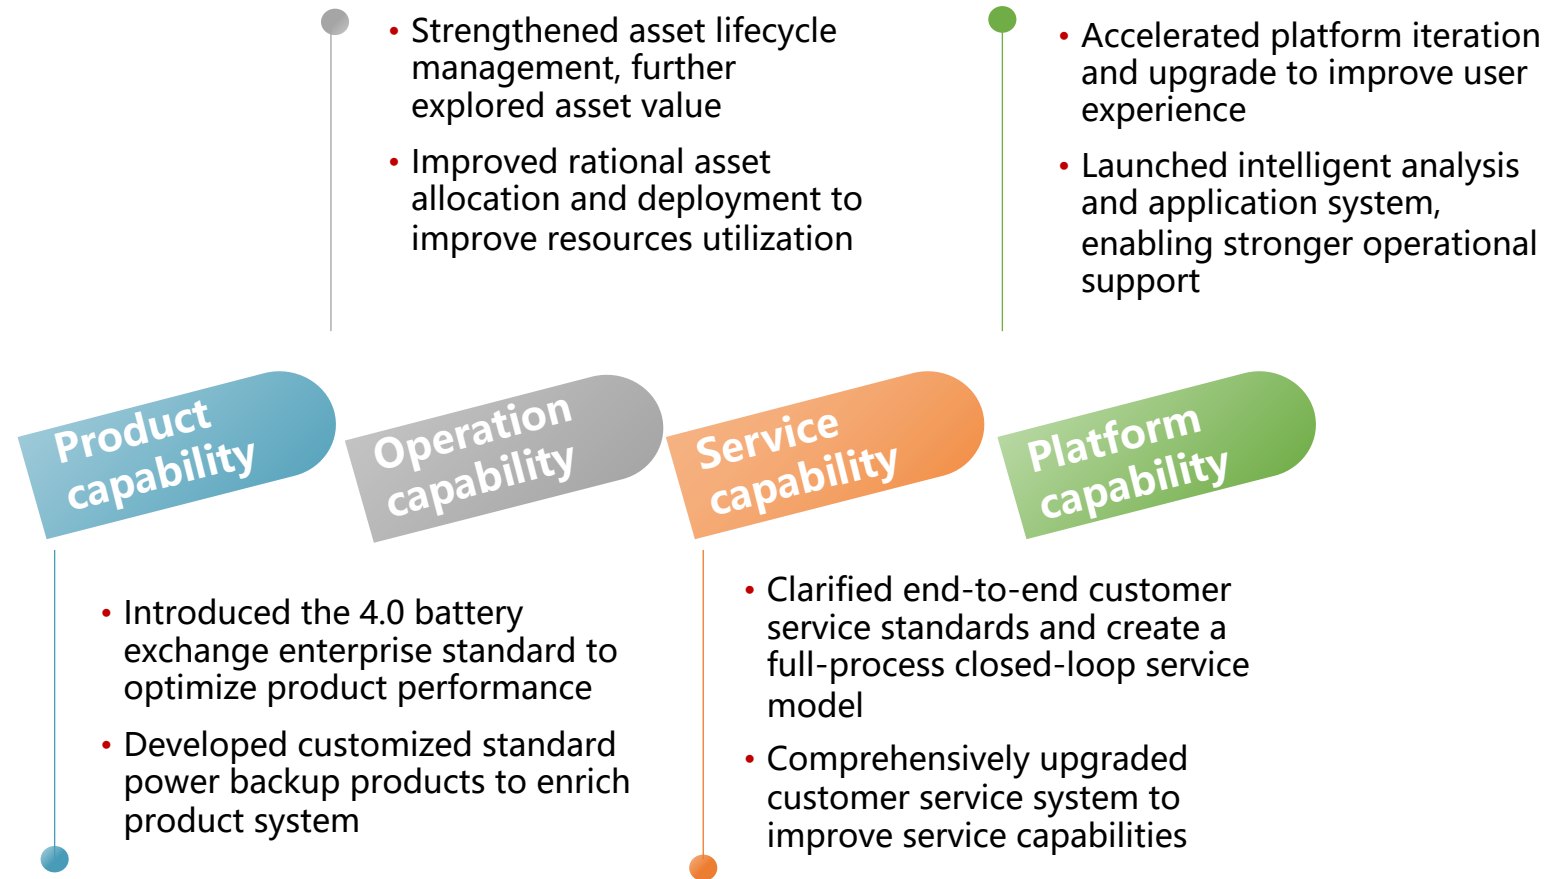 • Strengthened asset lifecycle
management, further
explored asset value
• Improved rational asset
allocation and deployment to
improve resources utilization
• Accelerated platform iteration
and upgrade to improve user
experience
• Launched intelligent analysis
and application system,
enabling stronger operational
support
Product
capability
Operation
capability
Service
capability
Platform
capability
• Introduced the 4.0 battery
exchange enterprise standard to
optimize product performance
• Developed customized standard
power backup products to enrich
product system
• Clarified end-to-end customer
service standards and create a
full-process closed-loop service
model
• Comprehensively upgraded
customer service system to
improve service capabilities